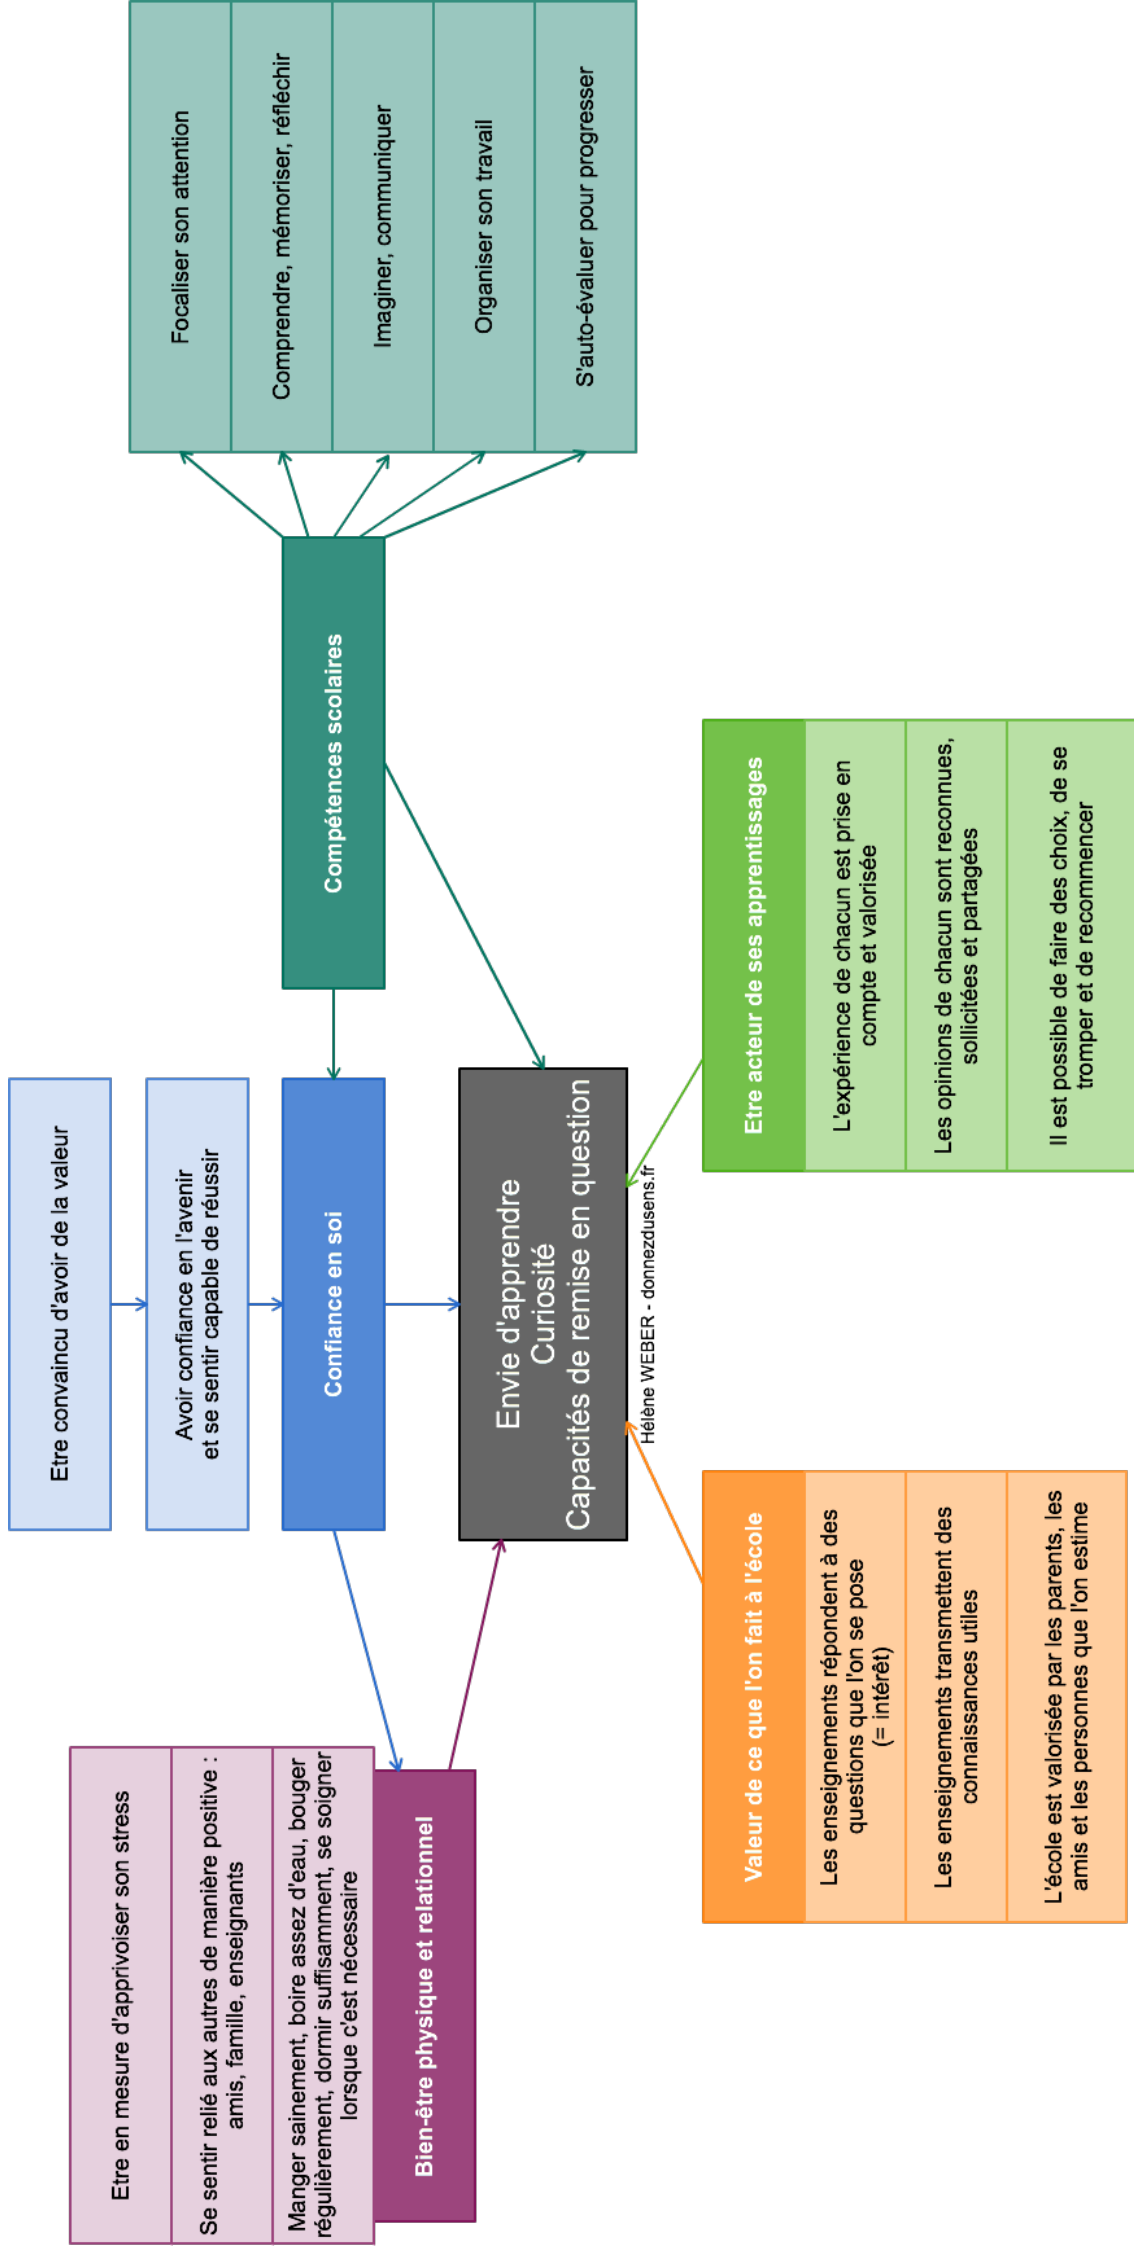 Etre convaincu d'avoir de la valeur
Avoir confiance en l'avenir
et se sentir capable de réussir
Confiance en soi
Etre en mesure d'apprivoiser son stress
Se sentir relié aux autres de manière positive :
amis, famille, enseignants
Manger sainement, boire assez d'eau, bouger
régulièrement, dormir suffisamment, se soigner
lorsque c'est nécessaire
Bien-être physique et relationnel
Compétences scolaires
Focaliser son attention
Comprendre, mémoriser, réfléchir
Imaginer, communiquer
Organiser son travail
S'auto-évaluer pour progresser
Envie d'apprendre
Curiosité
Capacités de remise en question
Hélène WEBER - donnezdusens.fr
Valeur de ce que l'on fait à l'école
Les enseignements répondent à des
questions que l'on se pose
(= intérêt)
Les enseignements transmettent des
connaissances utiles
L'école est valorisée par les parents, les
amis et les personnes que l'on estime
Etre acteur de ses apprentissages
L'expérience de chacun est prise en
compte et valorisée
Les opinions de chacun sont reconnues,
sollicitées et partagées
Il est possible de faire des choix, de se
tromper et de recommencer